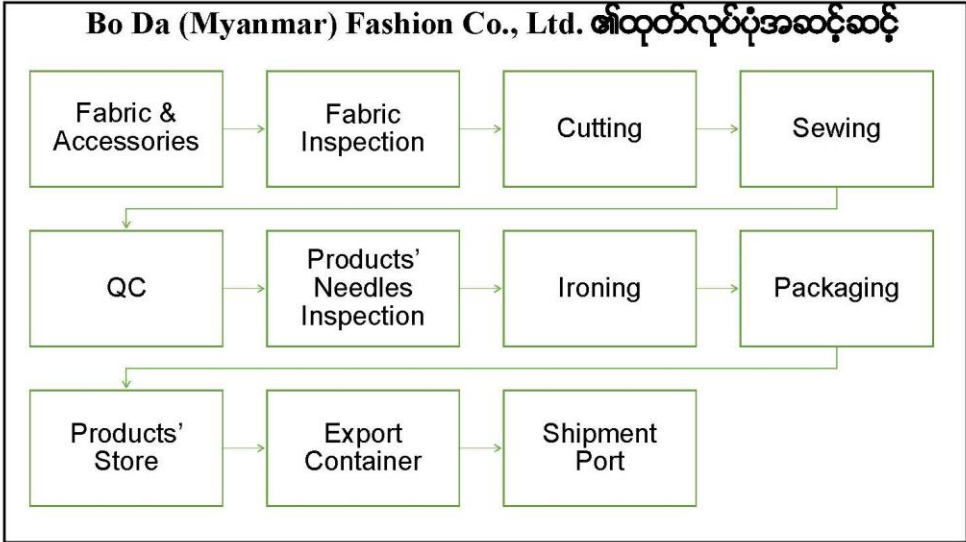 Bo Da (Myanmar) Fashion Co., Ltd. ၏ထုတ်လုပ်ပုံအဆင့်ဆင့်
Fabric &
Accessories
Fabric
Inspection
Cutting
Sewing
QC
Products’
Needles
Inspection
Ironing
Packaging
Products’
Store
Export
Container
Shipment
Port